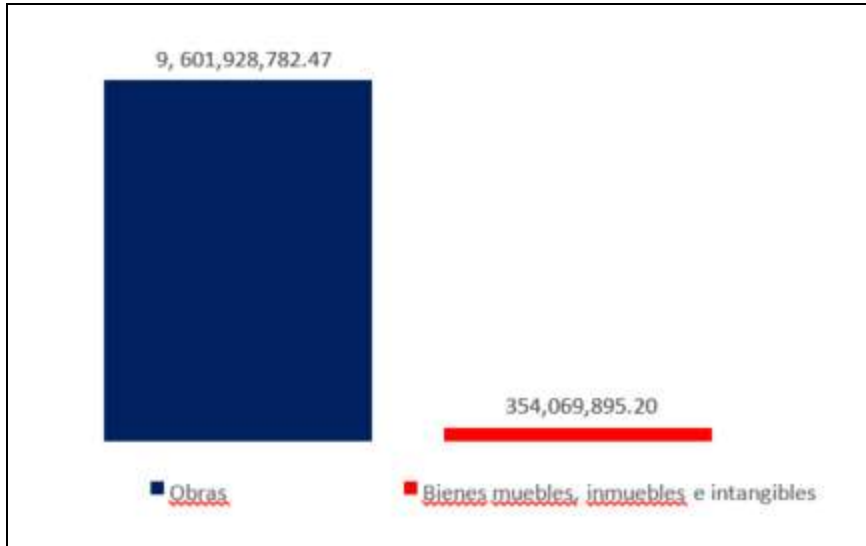 9, 601,928,782.47
354,069,895.20
Obras
Bienes muebles, inmuebles e intangibles